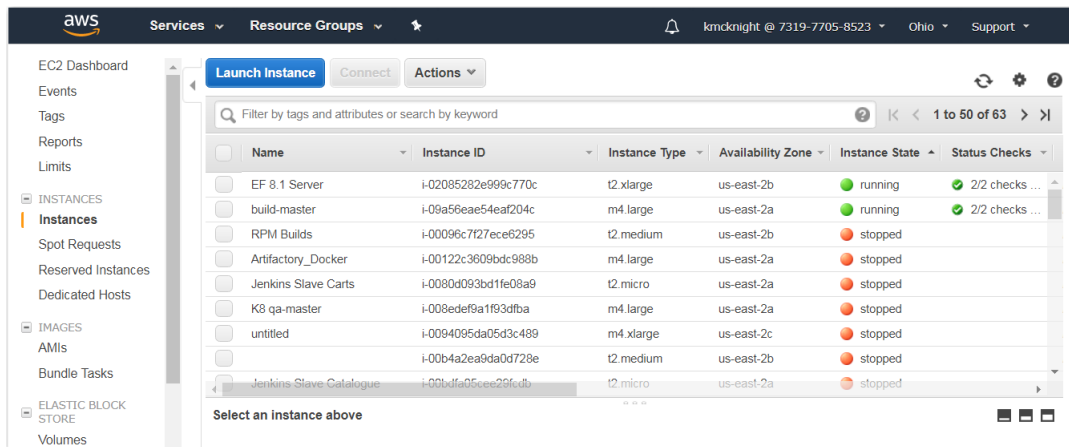 aws Services Resource Groups kmcknight @ 7319-7705-8523 Ohio Support
EC2 Dashboard
Events
Tags
Reports
Limits
INSTANCES
Instances
Spot Requests
Reserved Instances
Dedicated Hosts
IMAGES
AMIs
Bundle Tasks
ELASTIC BLOCK
STORE
Volumes
Launch Instance Connect Actions
Filter by tags and attributes or search by keyword 1 to 50 of 63
Name Instance ID Instance Type Availability Zone Instance State Status Checks
EF 8.1 Server i-02085282e999c770c t2.xlarge us-east-2b running 2/2 checks ...
build-master i-09a56eae54eaf204c m4.large us-east-2a running 2/2 checks ...
RPM Builds i-00096c7f27ece6295 t2.medium us-east-2b stopped
Artifactory_Docker i-00122c3609bdc988b m4.large us-east-2a stopped
Jenkins Slave Carts i-0080d093bd1fe08a9 t2.micro us-east-2a stopped
K8 qa-master i-008edef9a1f93dfba m4.large us-east-2a stopped
untitled i-0094095da05d3c489 m4.xlarge us-east-2c stopped
i-00b4a2ea9da0d728e t2.medium us-east-2b stopped
Jenkins Slave Catalogue i-00bdfa05cee29fcdb t2.micro us-east-2a stopped
Select an instance above